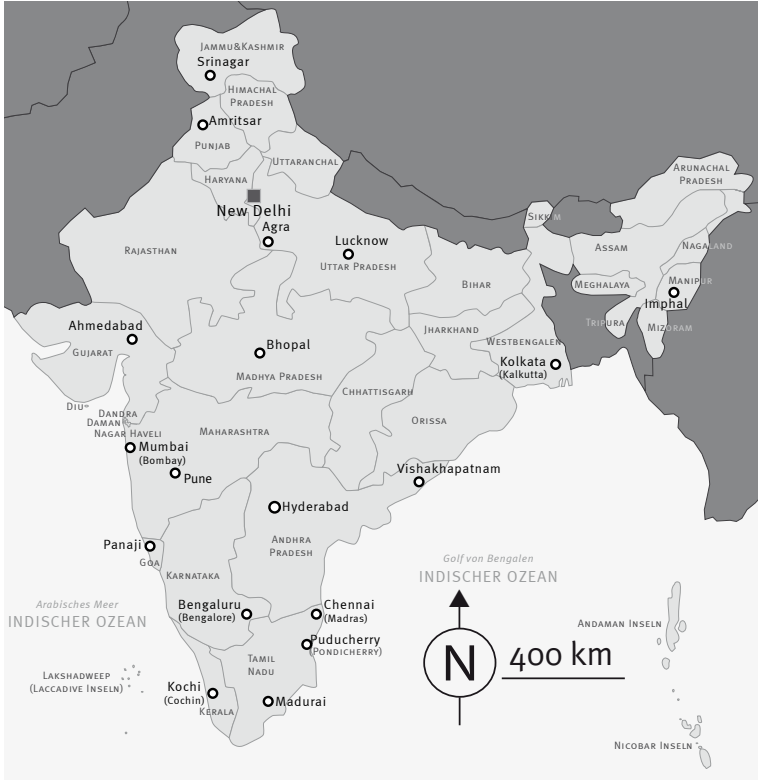 Jammu&Kashmir
Srinagar
Himachal
Pradesh
Amritsar
Punjab
Uttaranchal
Haryana
New Delhi
Agra
Lucknow
Uttar Pradesh
Rajasthan
Arunachal
Pradesh
Sikkim
Assam
Nagaland
Bihar
Meghalaya
Manipur
Imphal
Tripura
Mizoram
Ahmedabad
Gujarat
Bhopal
Madhya Pradesh
Jharkhand
Westbengalen
Kolkata
(Kalkutta)
Chhattisgarh
Orissa
Diu
Dandra
Daman
Nagar Haveli
Maharashtra
Mumbai
(Bombay)
Pune
Vishakhapatnam
Hyderabad
Andhra
Pradesh
Panaji
Goa
Karnataka
Golf von Bengalen
INDISCHER OZEAN
Arabisches Meer
INDISCHER OZEAN
Bengaluru
(Bengalore)
Chennai
(Madras)
Puducherry
(Pondicherry)
Tamil
Nadu
Andaman Inseln
N
400 km
Lakshadweep
(Laccadive Inseln)
Kochi
(Cochin)
Kerala
Madurai
Nicobar Inseln